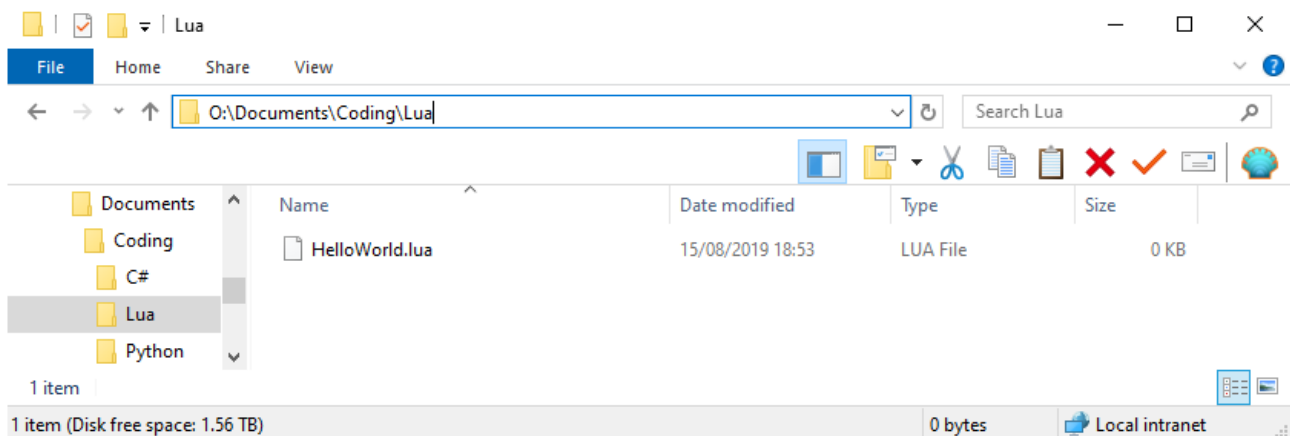 Lua
File Home Share View
O:\Documents\Coding\Lua Search Lua
Documents Name Date modified Type Size
Coding HelloWorld.lua 15/08/2019 18:53 LUA File 0 KB
C#
Lua
Python
1 item
1 item (Disk free space: 1.56 TB) 0 bytes Local intranet